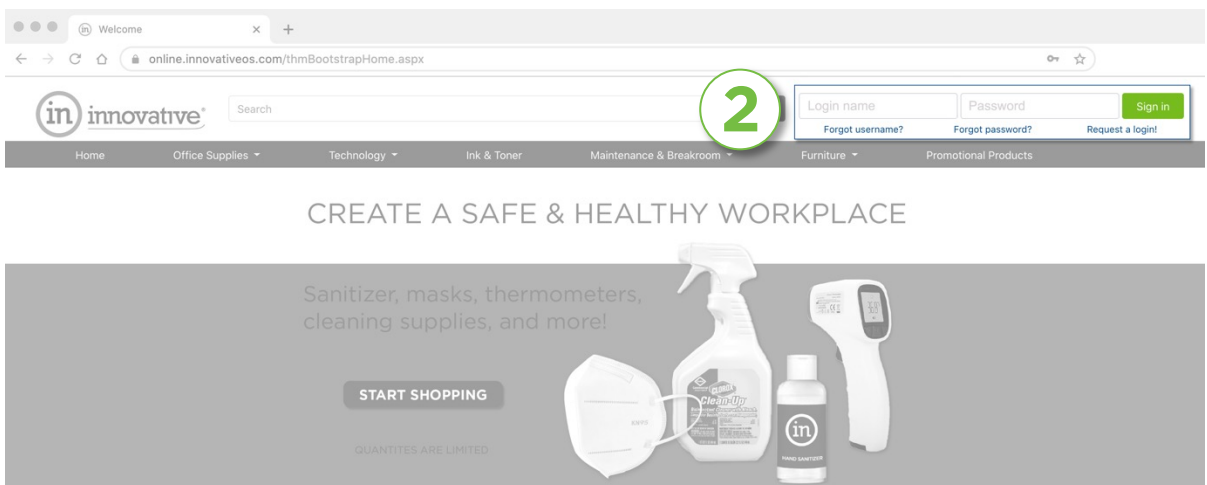 Welcome
online.innovativeos.com/thmBootstrapHome.aspx
in innovative®
Search
2
Login name Password Sign in
Forgot username? Forgot password? Request a login!
Home Office Supplies Technology Ink & Toner Maintenance & Breakroom Furniture Promotional Products
CREATE A SAFE & HEALTHY WORKPLACE
Sanitizer, masks, thermometers,
cleaning supplies, and more!
START SHOPPING
QUANTITES ARE LIMITED
CLOROX
Clean-Up
in
HAND SANITIZER